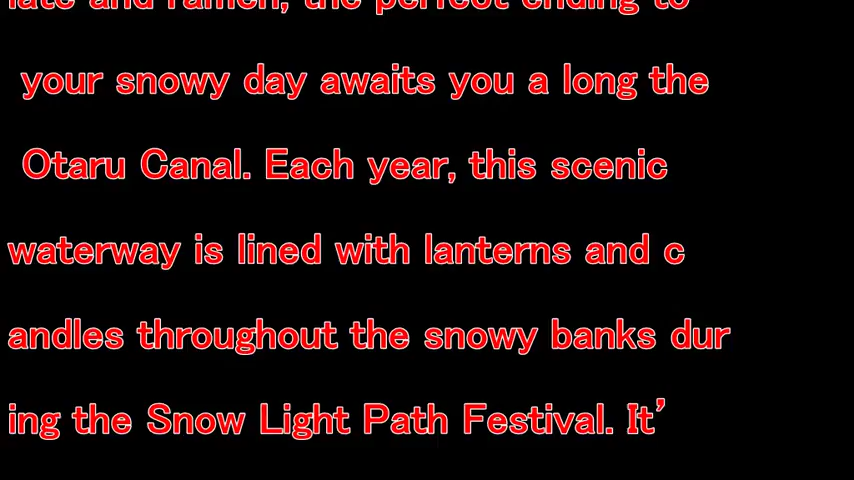 late and ramen, the perfect ending to
your snowy day awaits you a long the
Otaru Canal. Each year, this scenic
waterway is lined with lanterns and c
andles throughout the snowy banks dur
ing the Snow Light Path Festival. It’